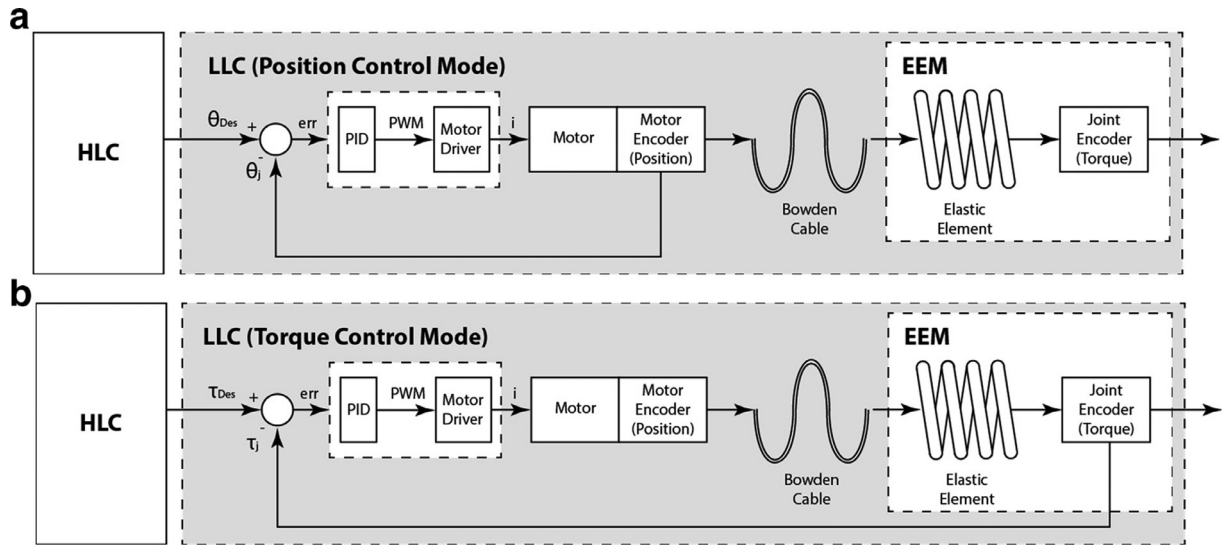 a
HLC
LLC (Position Control Mode)
θDes
+
-
θj
err
PID
PWM
Motor
Driver
i
Motor
Motor
Encoder
(Position)
Bowden
Cable
EEM
Elastic
Element
Joint
Encoder
(Torque)
b
HLC
LLC (Torque Control Mode)
τDes
+
-
τj
err
PID
PWM
Motor
Driver
i
Motor
Motor
Encoder
(Position)
Bowden
Cable
EEM
Elastic
Element
Joint
Encoder
(Torque)